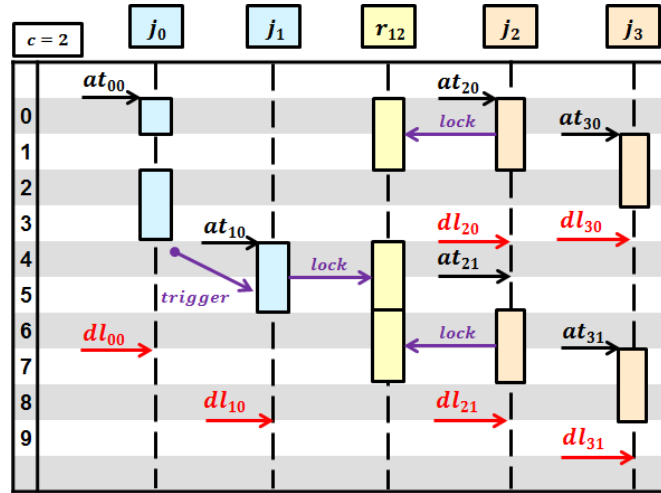 c = 2
j₀ j₁ r₁₂ j₂ j₃
at₀₀ at₂₀
0 lock at₃₀
1
2
3 at₁₀ dl₂₀ dl₃₀
4 lock at₂₁
5 trigger
6 dl₀₀ lock at₃₁
7
8 dl₁₀ dl₂₁
9 dl₃₁